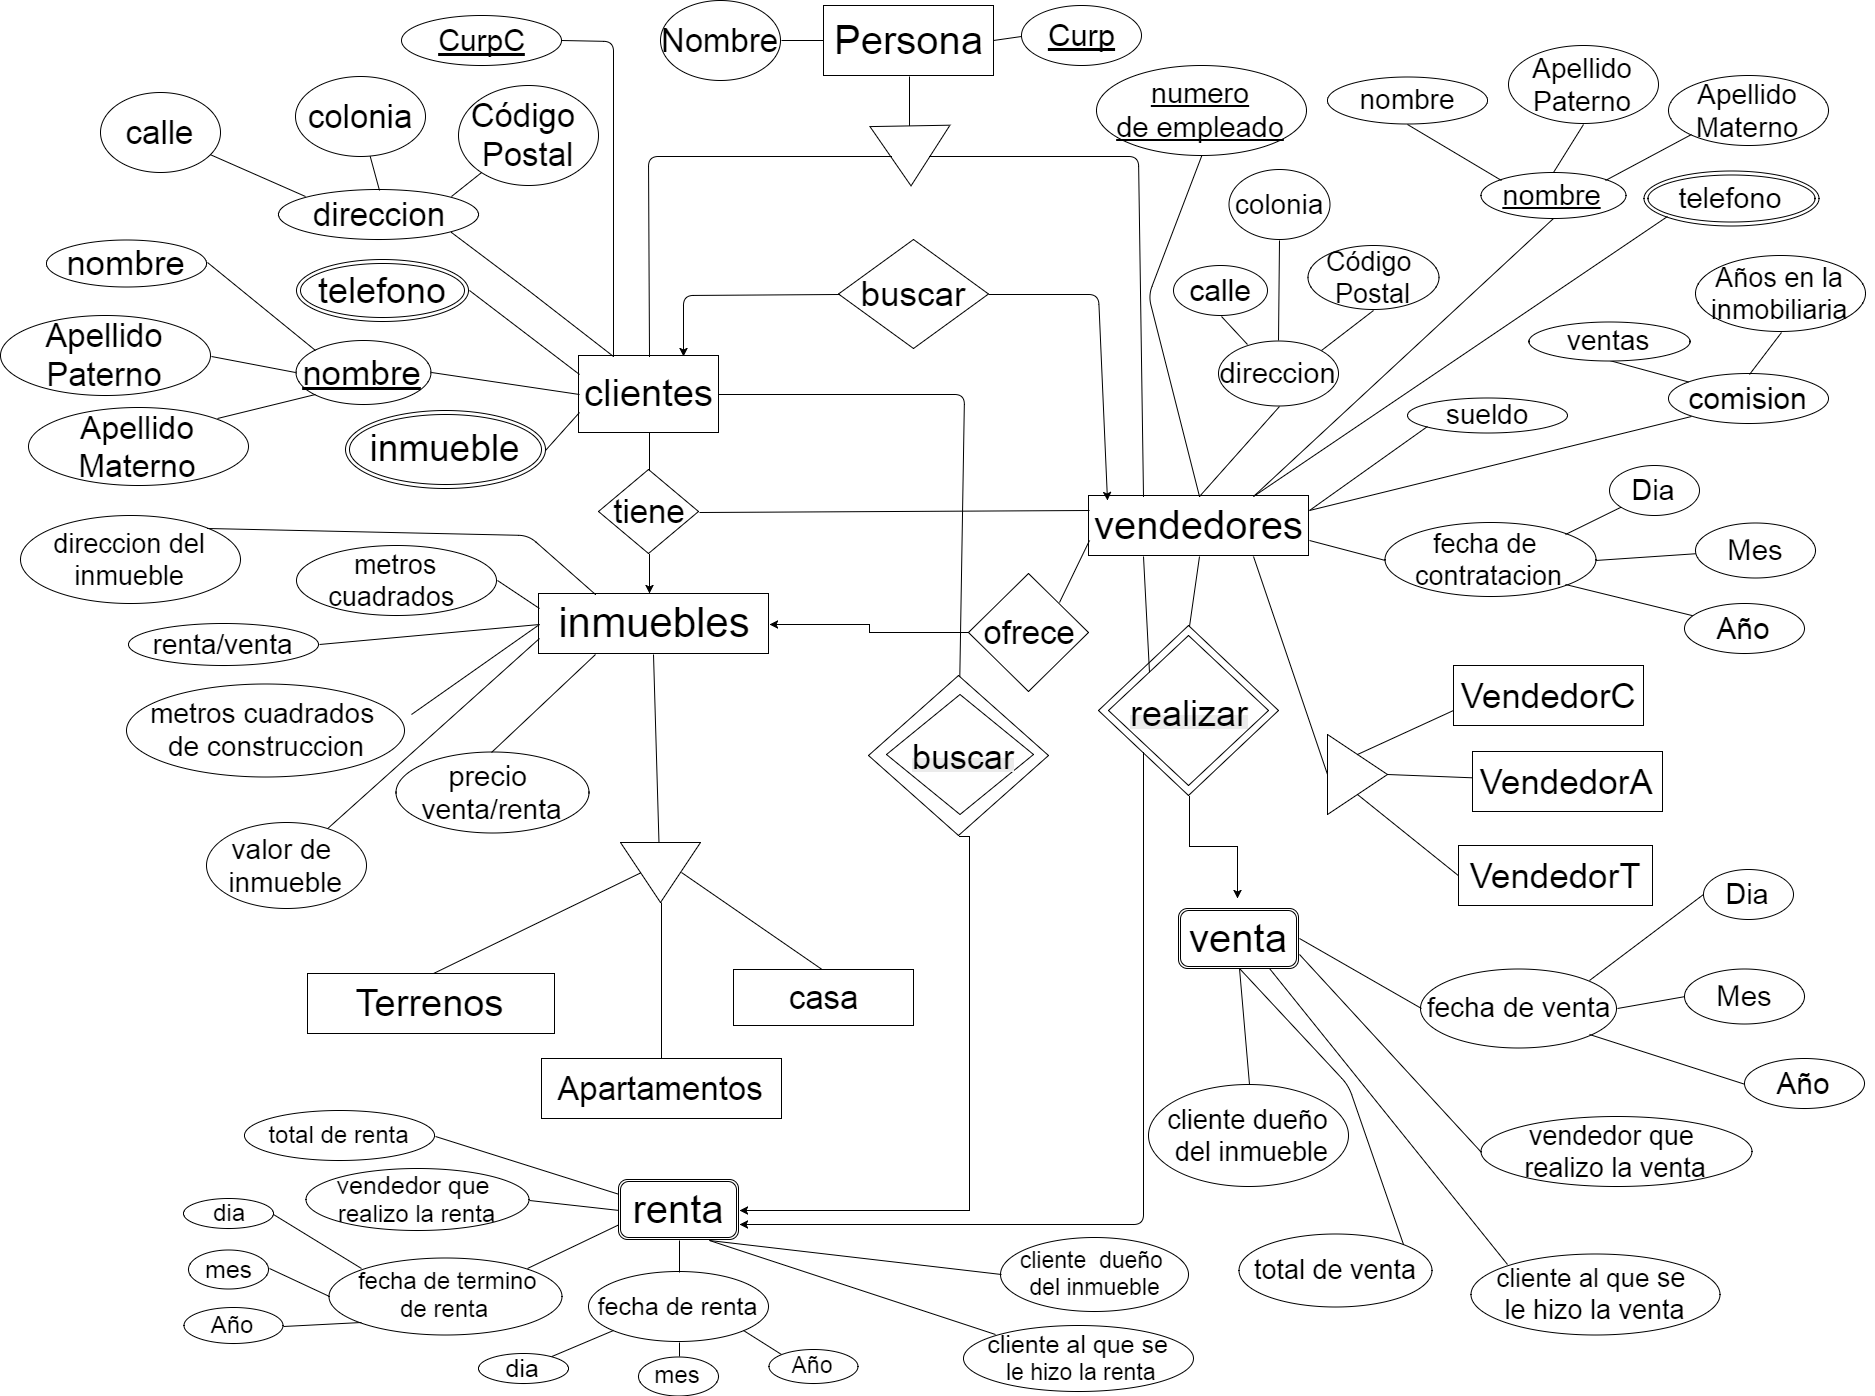 CurpC
Nombre
Persona
Curp
calle
colonia
Código
Postal
direccion
numero
de empleado
nombre
Apellido
Paterno
Apellido
Materno
nombre
telefono
colonia
calle
Código
Postal
direccion
nombre
telefono
Apellido
Paterno
nombre
Apellido
Materno
inmueble
clientes
buscar
Años en la
inmobiliaria
ventas
comision
sueldo
tiene
vendedores
fecha de
contratacion
Dia
Mes
Año
direccion del
inmueble
metros
cuadrados
renta/venta
inmuebles
ofrece
metros cuadrados
de construccion
precio
venta/renta
valor de
inmueble
buscar
realizar
VendedorC
VendedorA
VendedorT
Terrenos
casa
Apartamentos
venta
fecha de venta
Dia
Mes
Año
cliente dueño
del inmueble
vendedor que
realizo la venta
total de venta
cliente al que se
le hizo la venta
total de renta
vendedor que
realizo la renta
renta
dia
mes
Año
fecha de termino
de renta
fecha de renta
dia
mes
Año
cliente dueño
del inmueble
cliente al que se
le hizo la renta